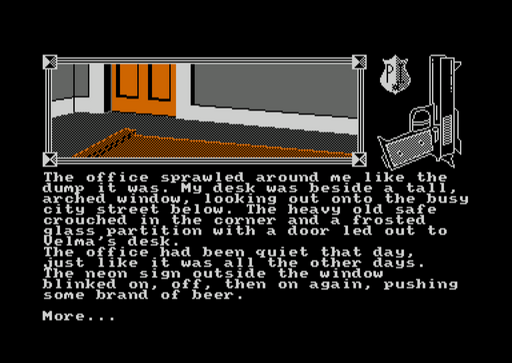 PI
The office sprawled around me like the
dump it was. My desk was beside a tall,
arched window, looking out onto the busy
city street below. The heavy old safe
crouched in the corner and a frosted
glass partition with a door led out to
Velma's desk.
The office had been quiet that day,
just like it was all the other days.
The neon sign outside the window
blinked on, off, then on again, pushing
some brand of beer.
More...